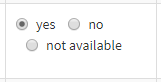 yes no
not available